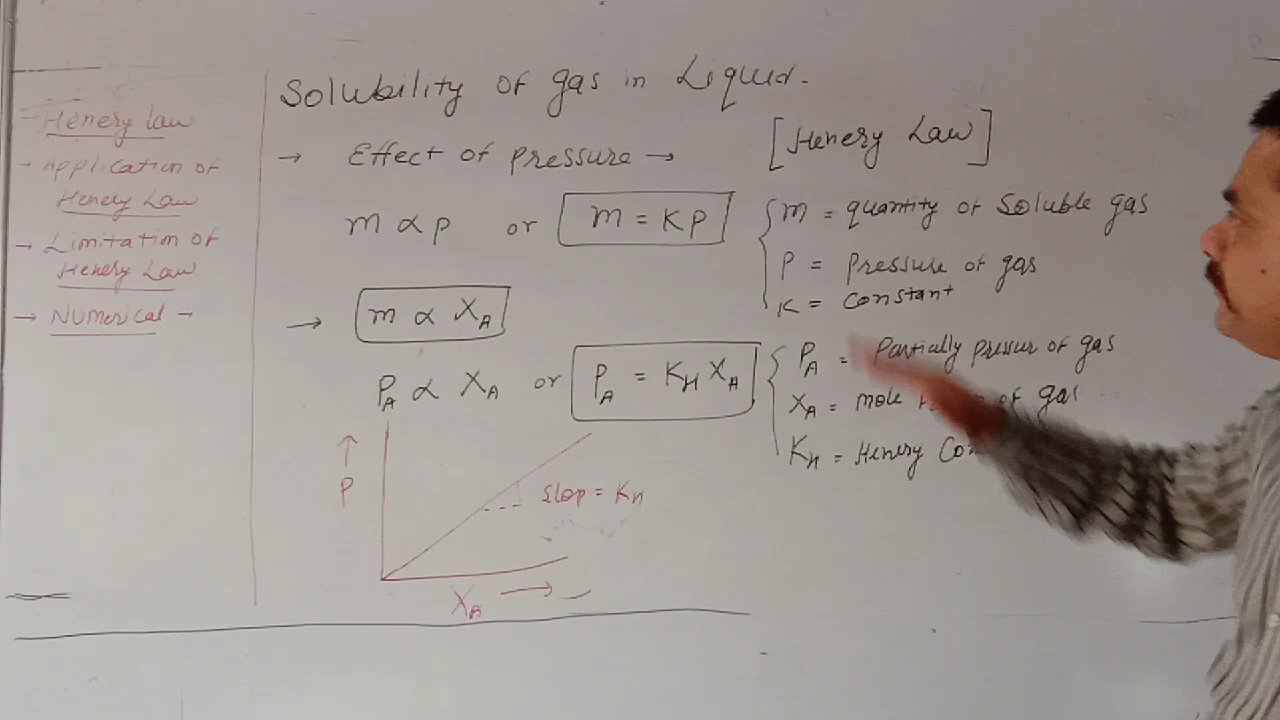 Henery law
- Application of
Henery Law
- Limitation of
Henery Law
→ Numerical -
Solubility of gas in Liquid.
→ Effect of pressure → [Henery Law]
m ∝ p or m = KP
m = quantity of Soluble gas
P = Pressure of gas
K = Constant
→ m ∝ X_A
P_A ∝ X_A or P_A = K_H X_A
P_A = Partially pressur of gas
X_A = mole of gas
K_H = Henery
↑
P
Slop = K_H
X_A →